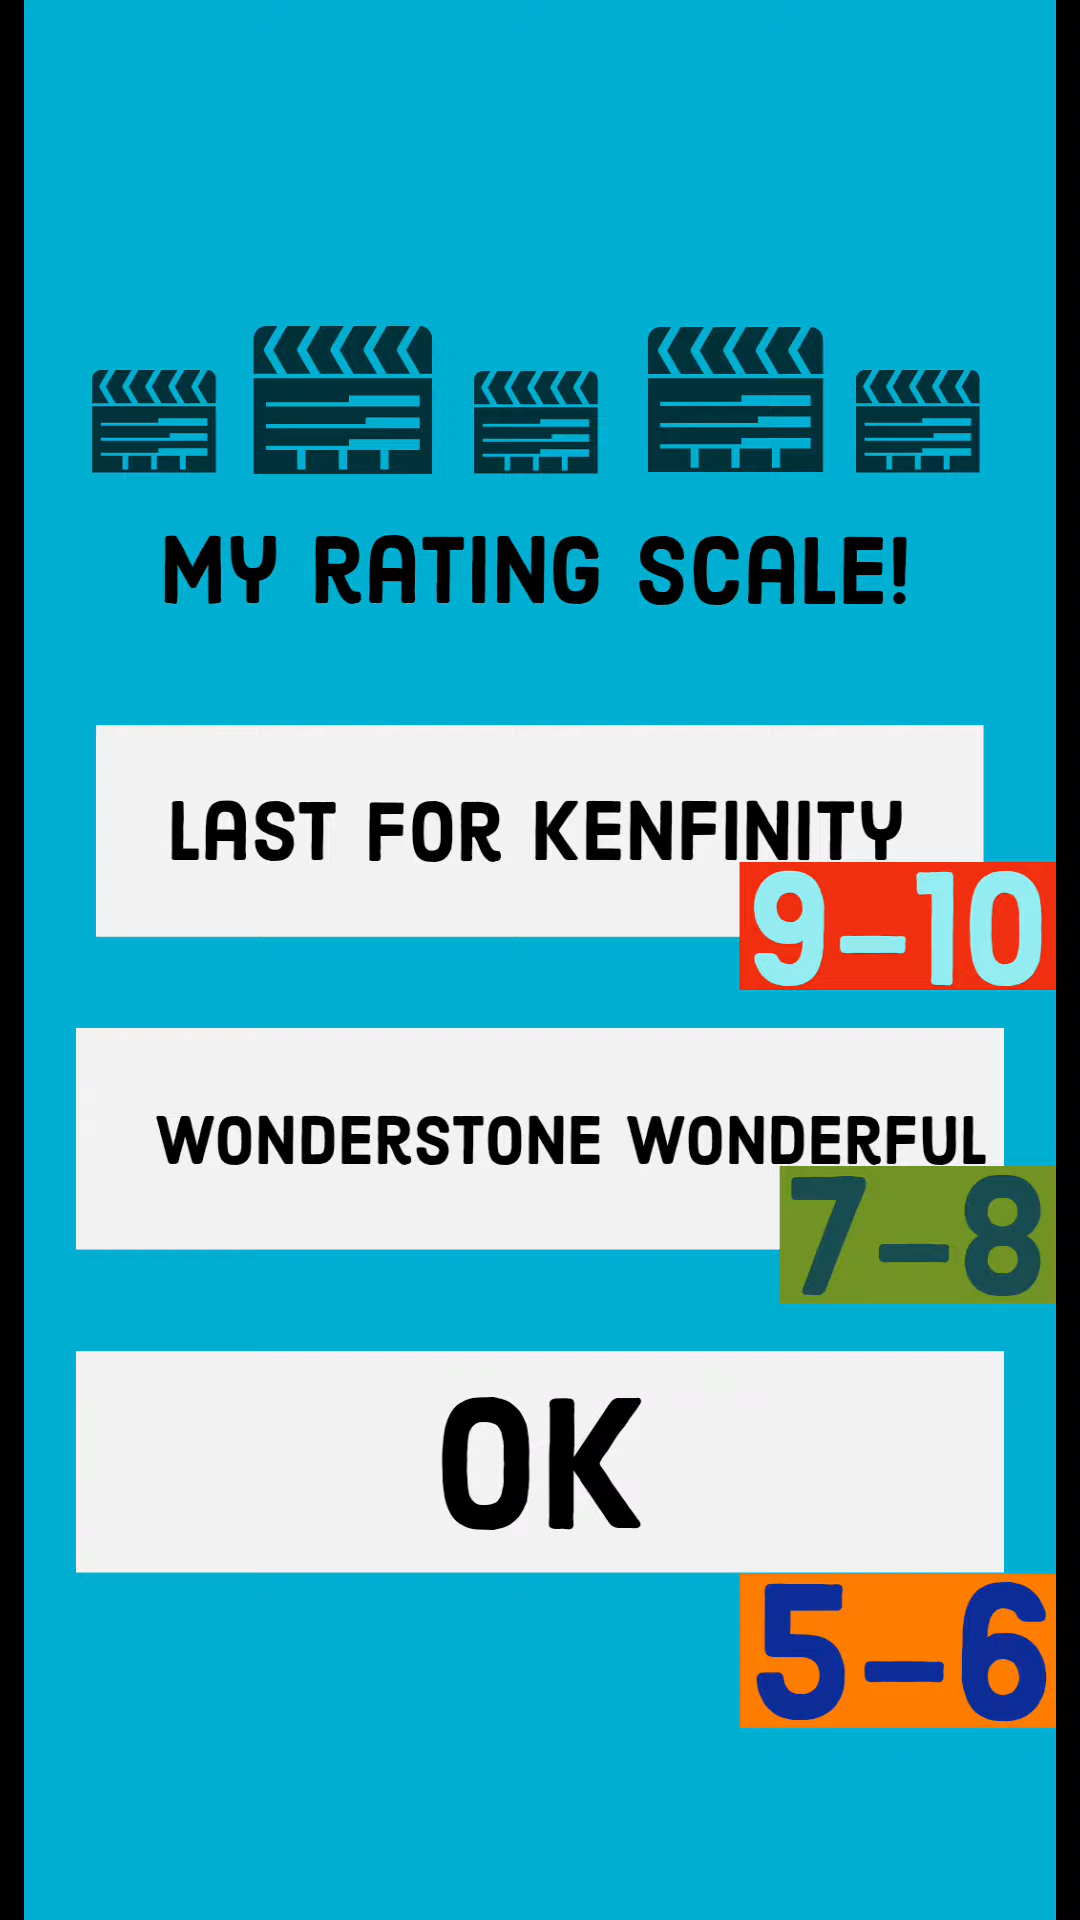 MY RATING SCALE!
LAST FOR KENFINITY
9-10
WONDERSTONE WONDERFUL
7-8
OK
5-6